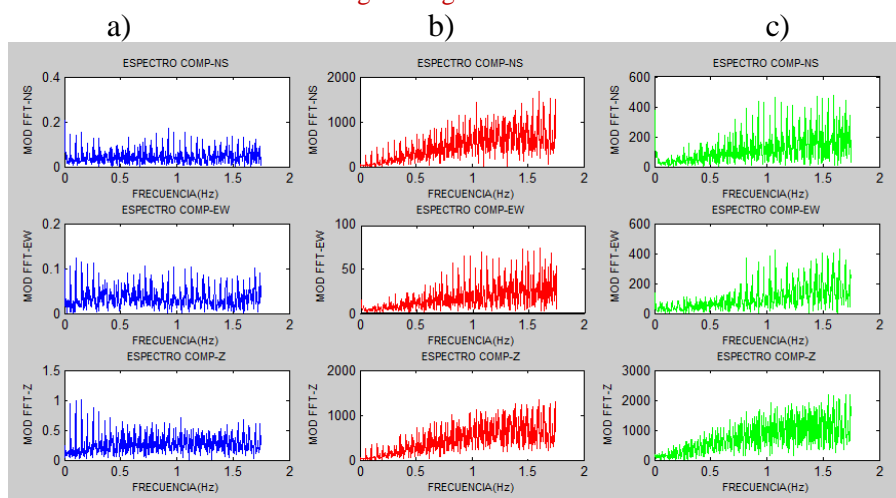 a) b) c)
ESPECTRO COMP-NS ESPECTRO COMP-NS ESPECTRO COMP-NS
MOD FFT-NS MOD FFT-NS MOD FFT-NS
0.4 2000 600
0.2 1000 400
200
0 0 0
0 0.5 1 1.5 2 0 0.5 1 1.5 2 0 0.5 1 1.5 2
FRECUENCIA(Hz) FRECUENCIA(Hz) FRECUENCIA(Hz)
ESPECTRO COMP-EW ESPECTRO COMP-EW ESPECTRO COMP-EW
MOD FFT-EW MOD FFT-EW MOD FFT-EW
0.2 100 600
0.1 50 400
200
0 0 0
0 0.5 1 1.5 2 0 0.5 1 1.5 2 0 0.5 1 1.5 2
FRECUENCIA(Hz) FRECUENCIA(Hz) FRECUENCIA(Hz)
ESPECTRO COMP-Z ESPECTRO COMP-Z ESPECTRO COMP-Z
MOD FFT-Z MOD FFT-Z MOD FFT-Z
1.5 2000 3000
1 1000 2000
0.5 1000
0 0 0
0 0.5 1 1.5 2 0 0.5 1 1.5 2 0 0.5 1 1.5 2
FRECUENCIA(Hz) FRECUENCIA(Hz) FRECUENCIA(Hz)